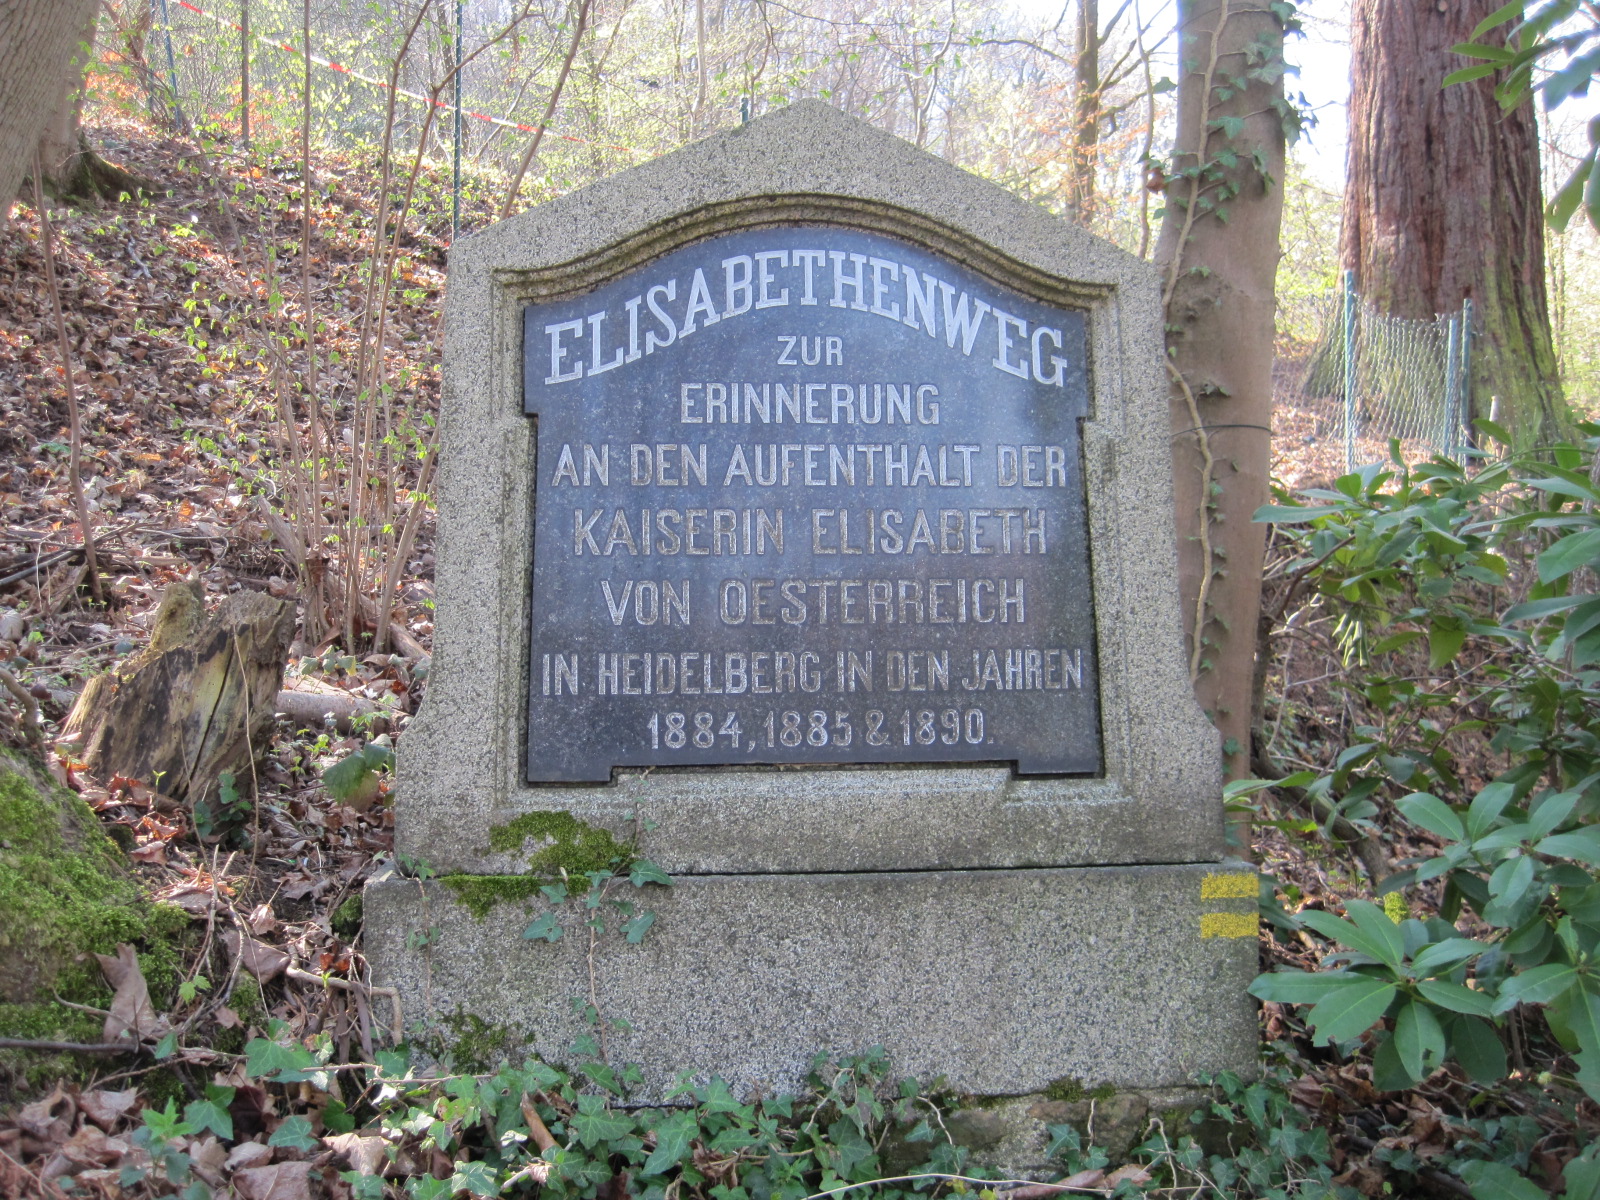 ELISABETHENWEG
ZUR
ERINNERUNG
AN DEN AUFENTHALT DER
KAISERIN ELISABETH
VON OESTERREICH
IN HEIDELBERG IN DEN JAHREN
1884, 1885 & 1890.